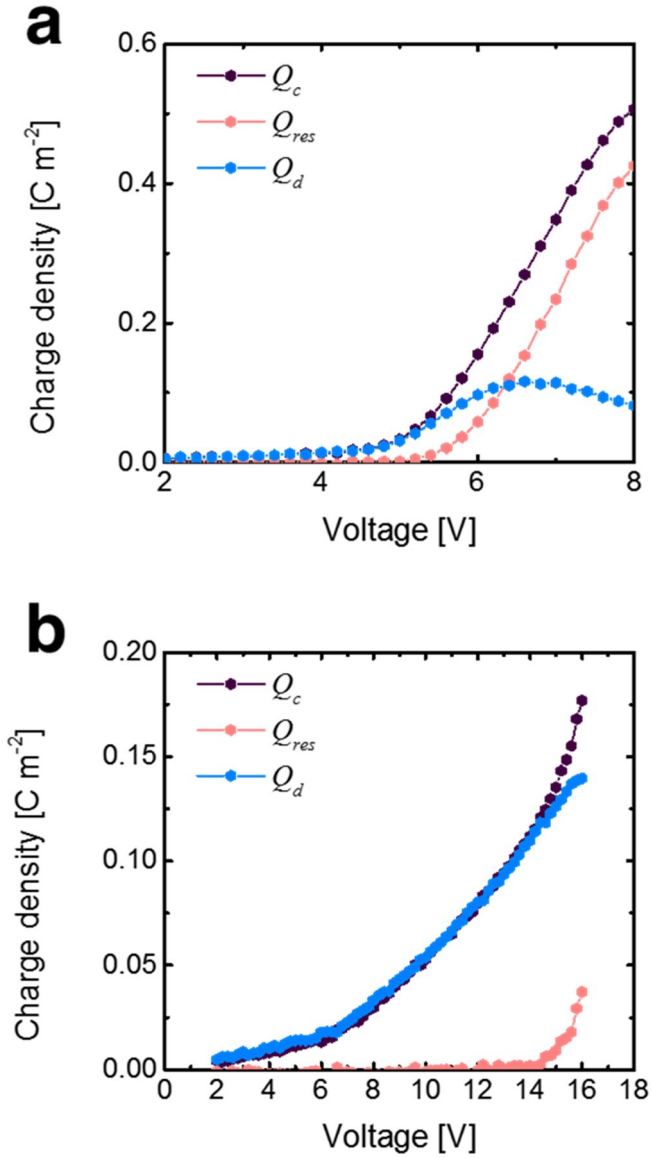 a
0.6
0.4
0.2
0.0
Charge density [C m⁻²]
Q_c
Q_res
Q_d
2 4 6 8
Voltage [V]
b
0.20
0.15
0.10
0.05
0.00
Charge density [C m⁻²]
Q_c
Q_res
Q_d
0 2 4 6 8 10 12 14 16 18
Voltage [V]